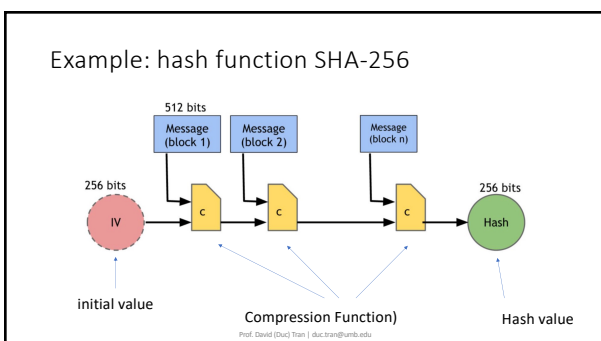 Example: hash function SHA-256
512 bits
Message
(block 1)
Message
(block 2)
Message
(block n)
256 bits
256 bits
IV
c
c
c
Hash
initial value
Compression Function)
Hash value
Prof. David (Duc) Tran | duc.tran@umb.edu